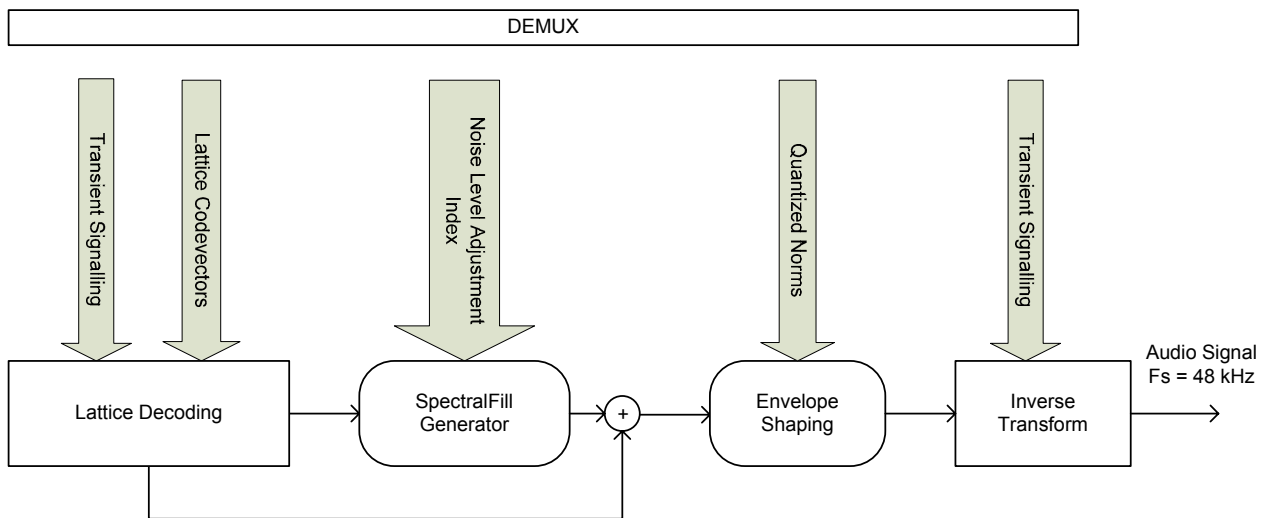 DEMUX
Transient Signalling
Lattice Codevectors
Noise Level Adjustment
Index
Quantized Norms
Transient Signalling
Lattice Decoding
SpectralFill
Generator
+
Envelope
Shaping
Inverse
Transform
Audio Signal
Fs = 48 kHz